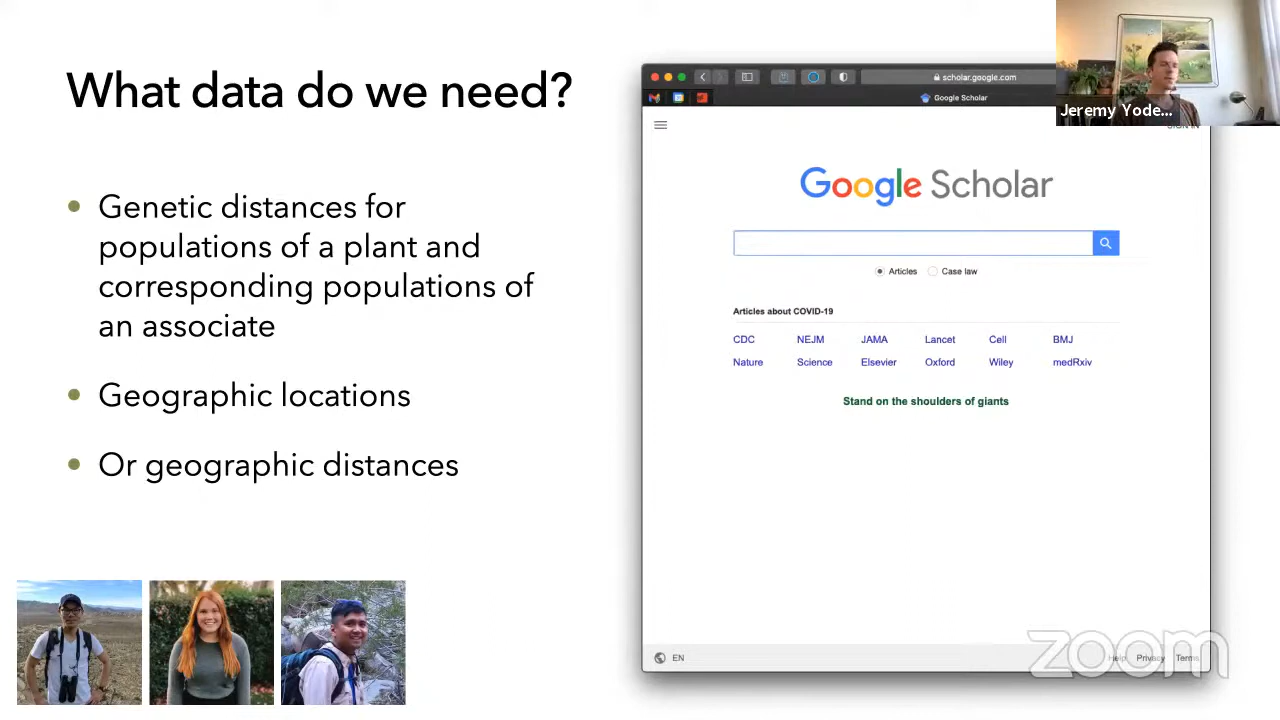 What data do we need?
Genetic distances for
populations of a plant and
corresponding populations of
an associate
Geographic locations
Or geographic distances
scholar.google.com
Google Scholar
Jeremy Yode...
Google Scholar
Articles
Case law
Articles about COVID-19
CDC NEJM JAMA Lancet Cell BMJ
Nature Science Elsevier Oxford Wiley medRxiv
Stand on the shoulders of giants
EN
Help Privacy Terms
zoom